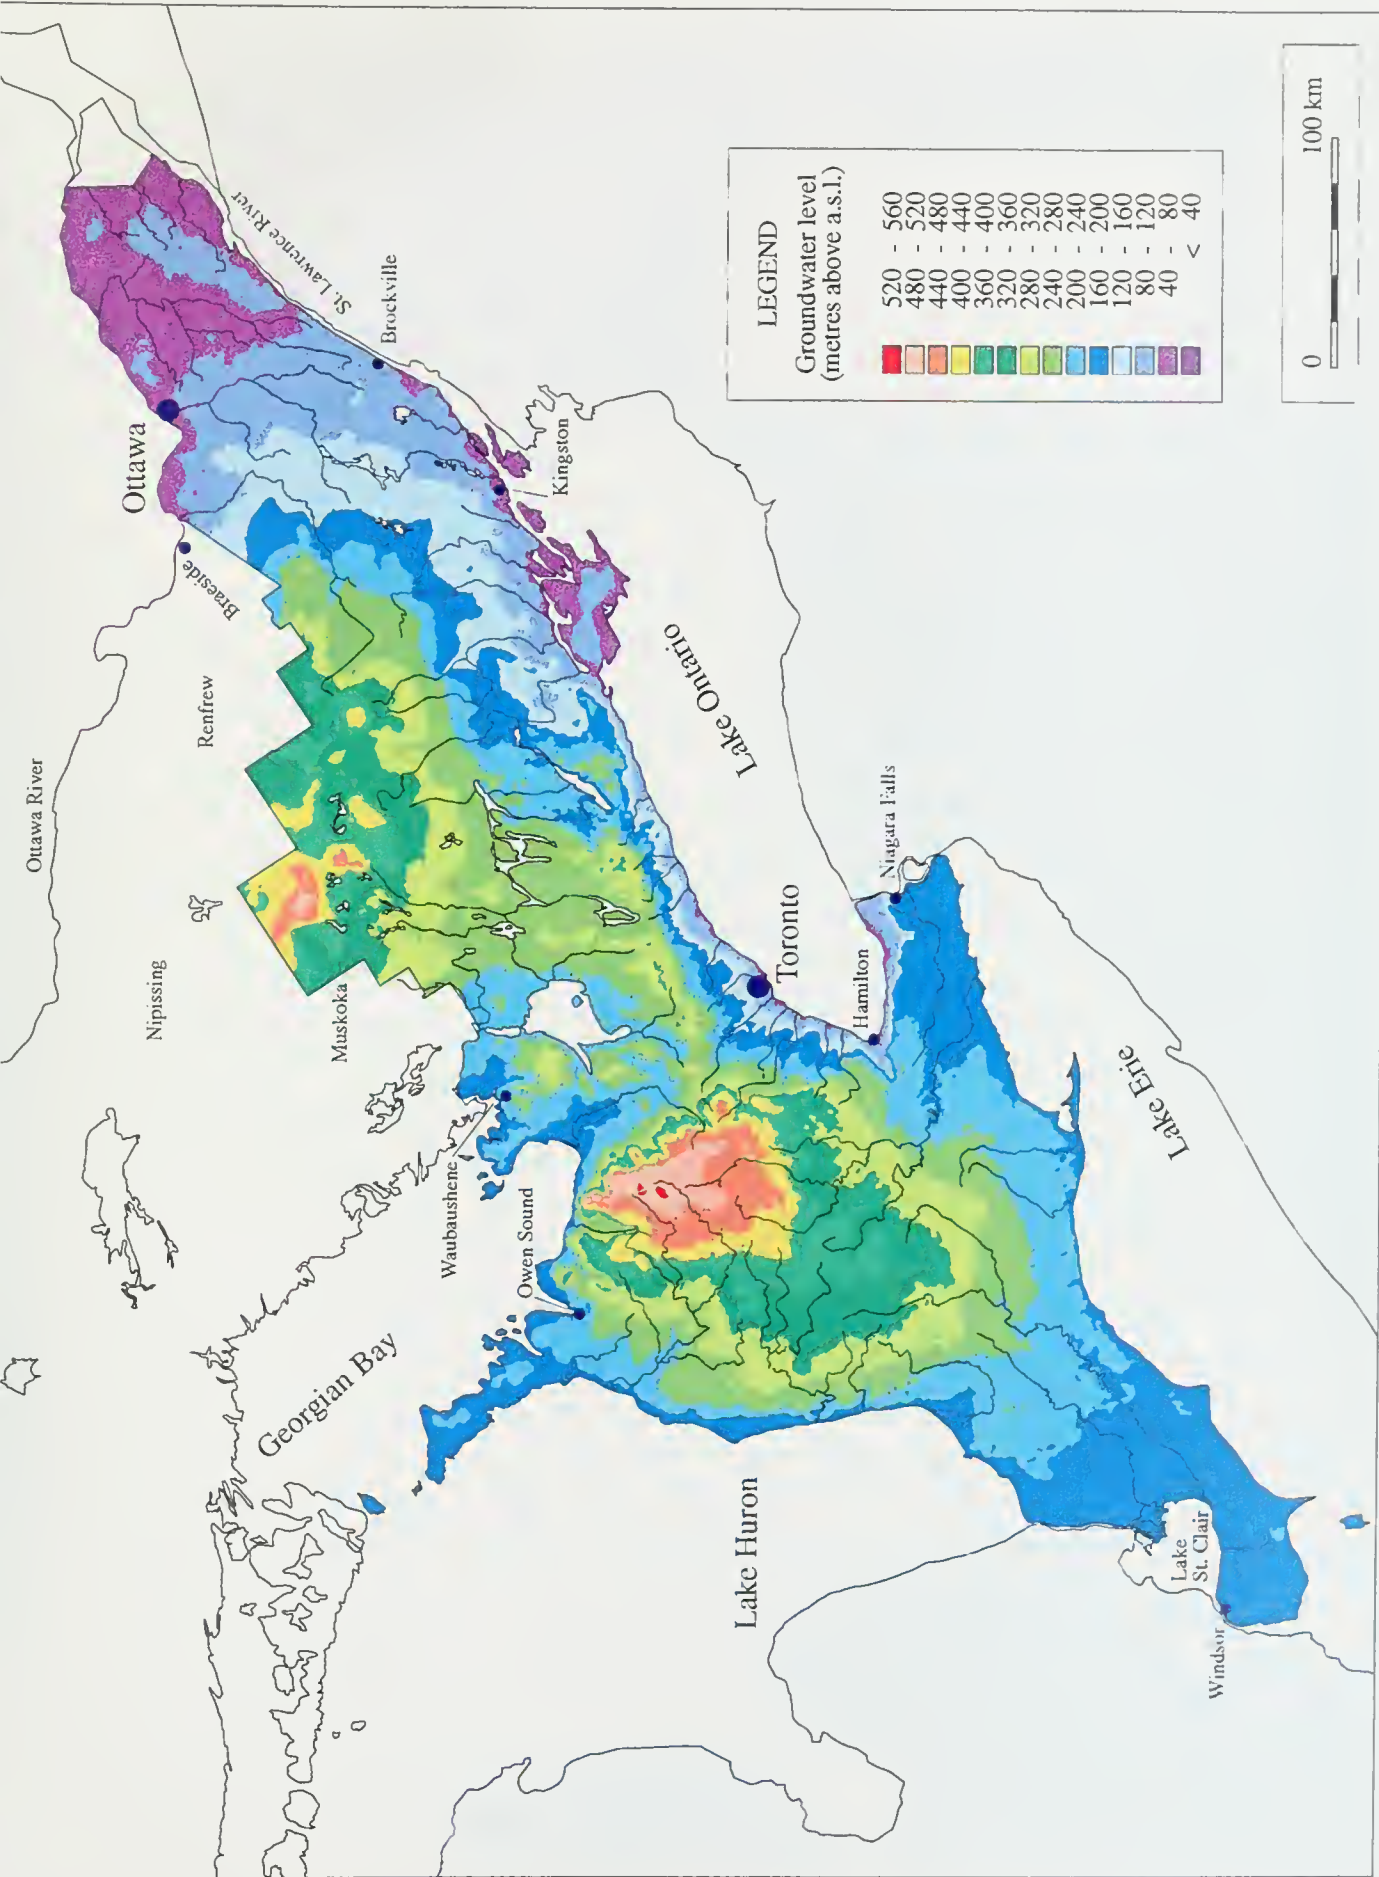 Ottawa River
Nipissing
Renfrew
Braeside
Ottawa
St. Lawrence River
Brockville
Kingston
Muskoka
Waubaushene
Owen Sound
Georgian Bay
Lake Ontario
Toronto
Hamilton
Niagara Falls
Lake Huron
Lake Erie
Lake
St. Clair
Windsor
LEGEND
Groundwater level
(metres above a.s.l.)
520 - 560
480 - 520
440 - 480
400 - 440
360 - 400
320 - 360
280 - 320
240 - 280
200 - 240
160 - 200
120 - 160
80 - 120
40 - 80
< 40
0 100 km